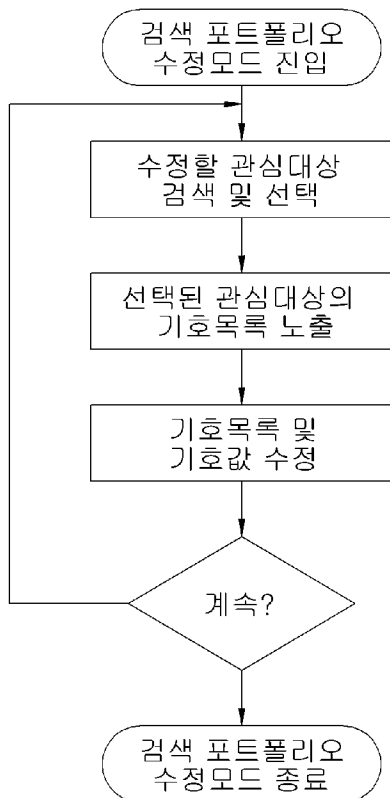 검색 포트폴리오
수정모드 진입
수정할 관심대상
검색 및 선택
선택된 관심대상의
기호목록 노출
기호목록 및
기호값 수정
계속?
검색 포트폴리오
수정모드 종료